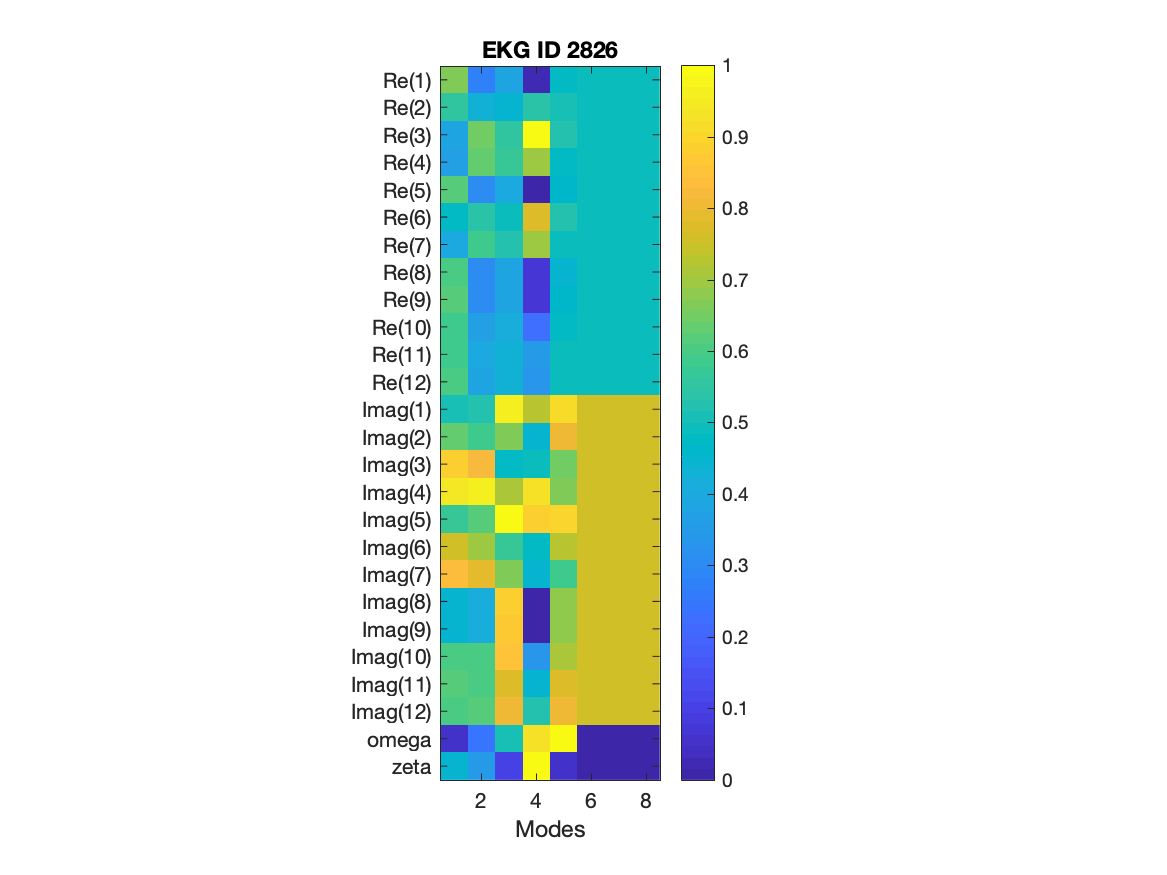 EKG ID 2826
Re(1)
Re(2)
Re(3)
Re(4)
Re(5)
Re(6)
Re(7)
Re(8)
Re(9)
Re(10)
Re(11)
Re(12)
Imag(1)
Imag(2)
Imag(3)
Imag(4)
Imag(5)
Imag(6)
Imag(7)
Imag(8)
Imag(9)
Imag(10)
Imag(11)
Imag(12)
omega
zeta
2 4 6 8
Modes
1
0.9
0.8
0.7
0.6
0.5
0.4
0.3
0.2
0.1
0